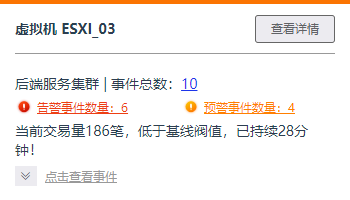 虚拟机 ESXI_03
查看详情
后端服务集群 | 事件总数：10
告警事件数量：6 预警事件数量：4
当前交易量186笔，低于基线阀值，已持续28分
钟！
点击查看事件